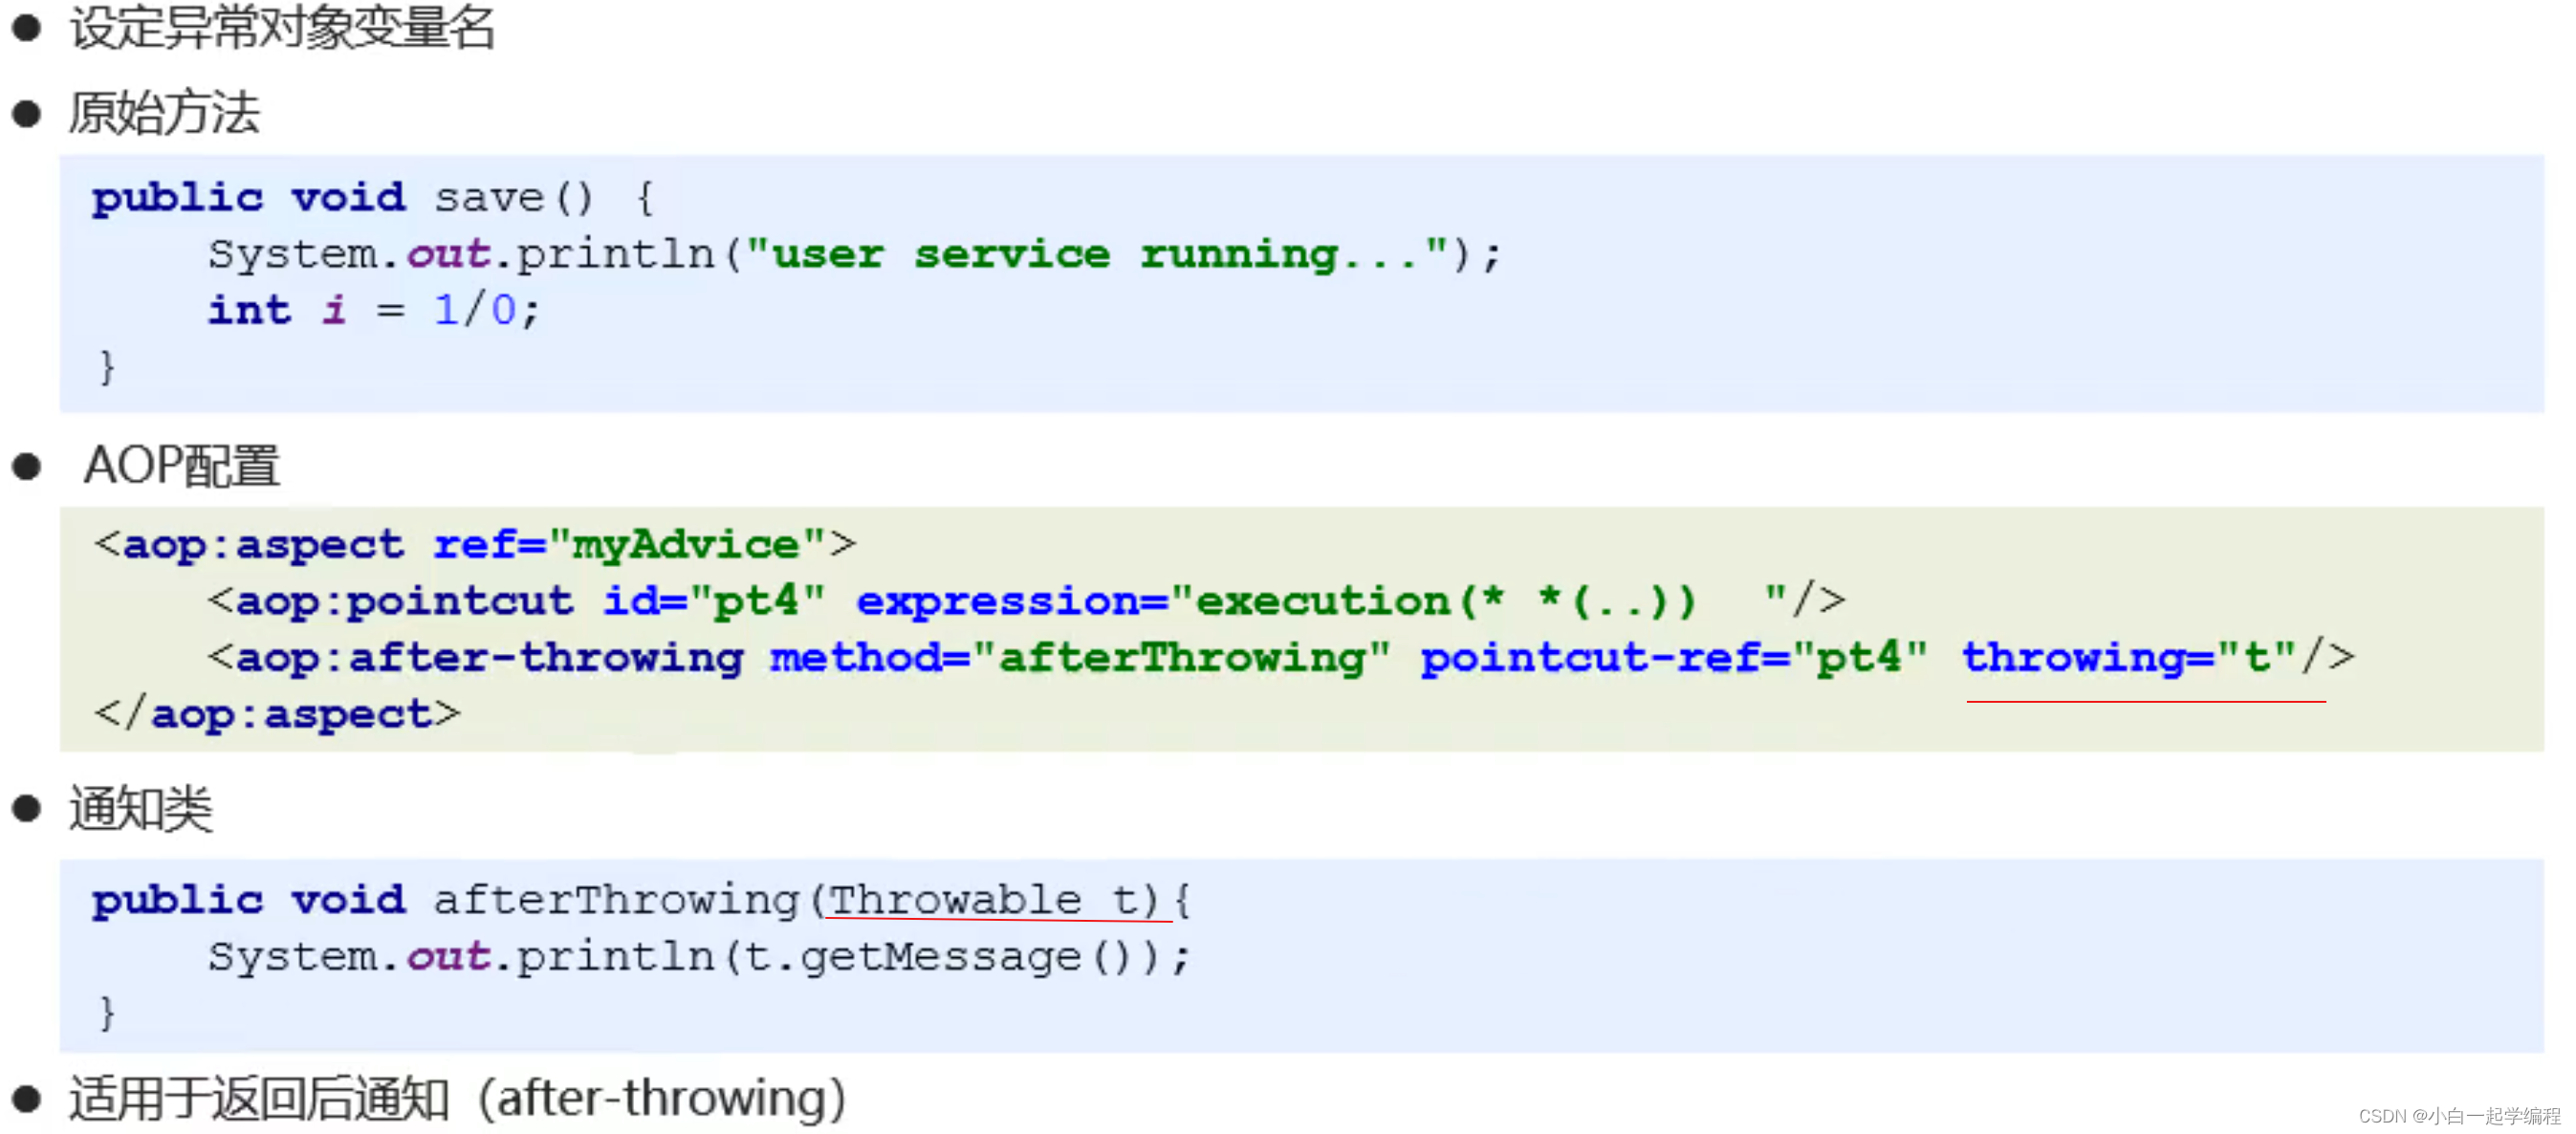 ● 设定异常对象变量名
● 原始方法
public void save() {
    System.out.println("user service running...");
    int i = 1/0;
}
● AOP配置
<aop:aspect ref="myAdvice">
    <aop:pointcut id="pt4" expression="execution(* *(..))  "/>
    <aop:after-throwing method="afterThrowing" pointcut-ref="pt4" throwing="t"/>
</aop:aspect>
● 通知类
public void afterThrowing(Throwable t){
    System.out.println(t.getMessage());
}
● 适用于返回后通知（after-throwing）
CSDN @小白一起学编程